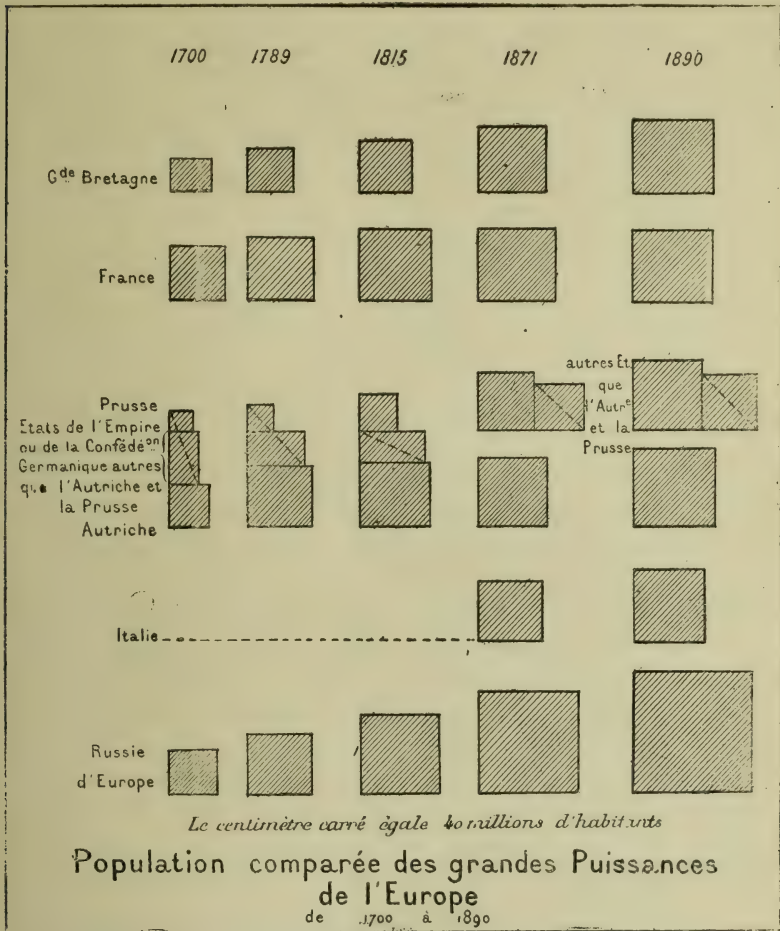 1700 1789 1815 1871 1890
Gde Bretagne
France
autres Et.
que
l'Autre
et la
Prusse
Prusse
Etats de l'Empire
ou de la Confédéon
Germanique autres
que l'Autriche et
la Prusse
Autriche
Italie
Russie
d'Europe
Le centimètre carré égale 40 millions d'habitants
Population comparée des grandes Puissances
de l'Europe
de 1700 à 1890